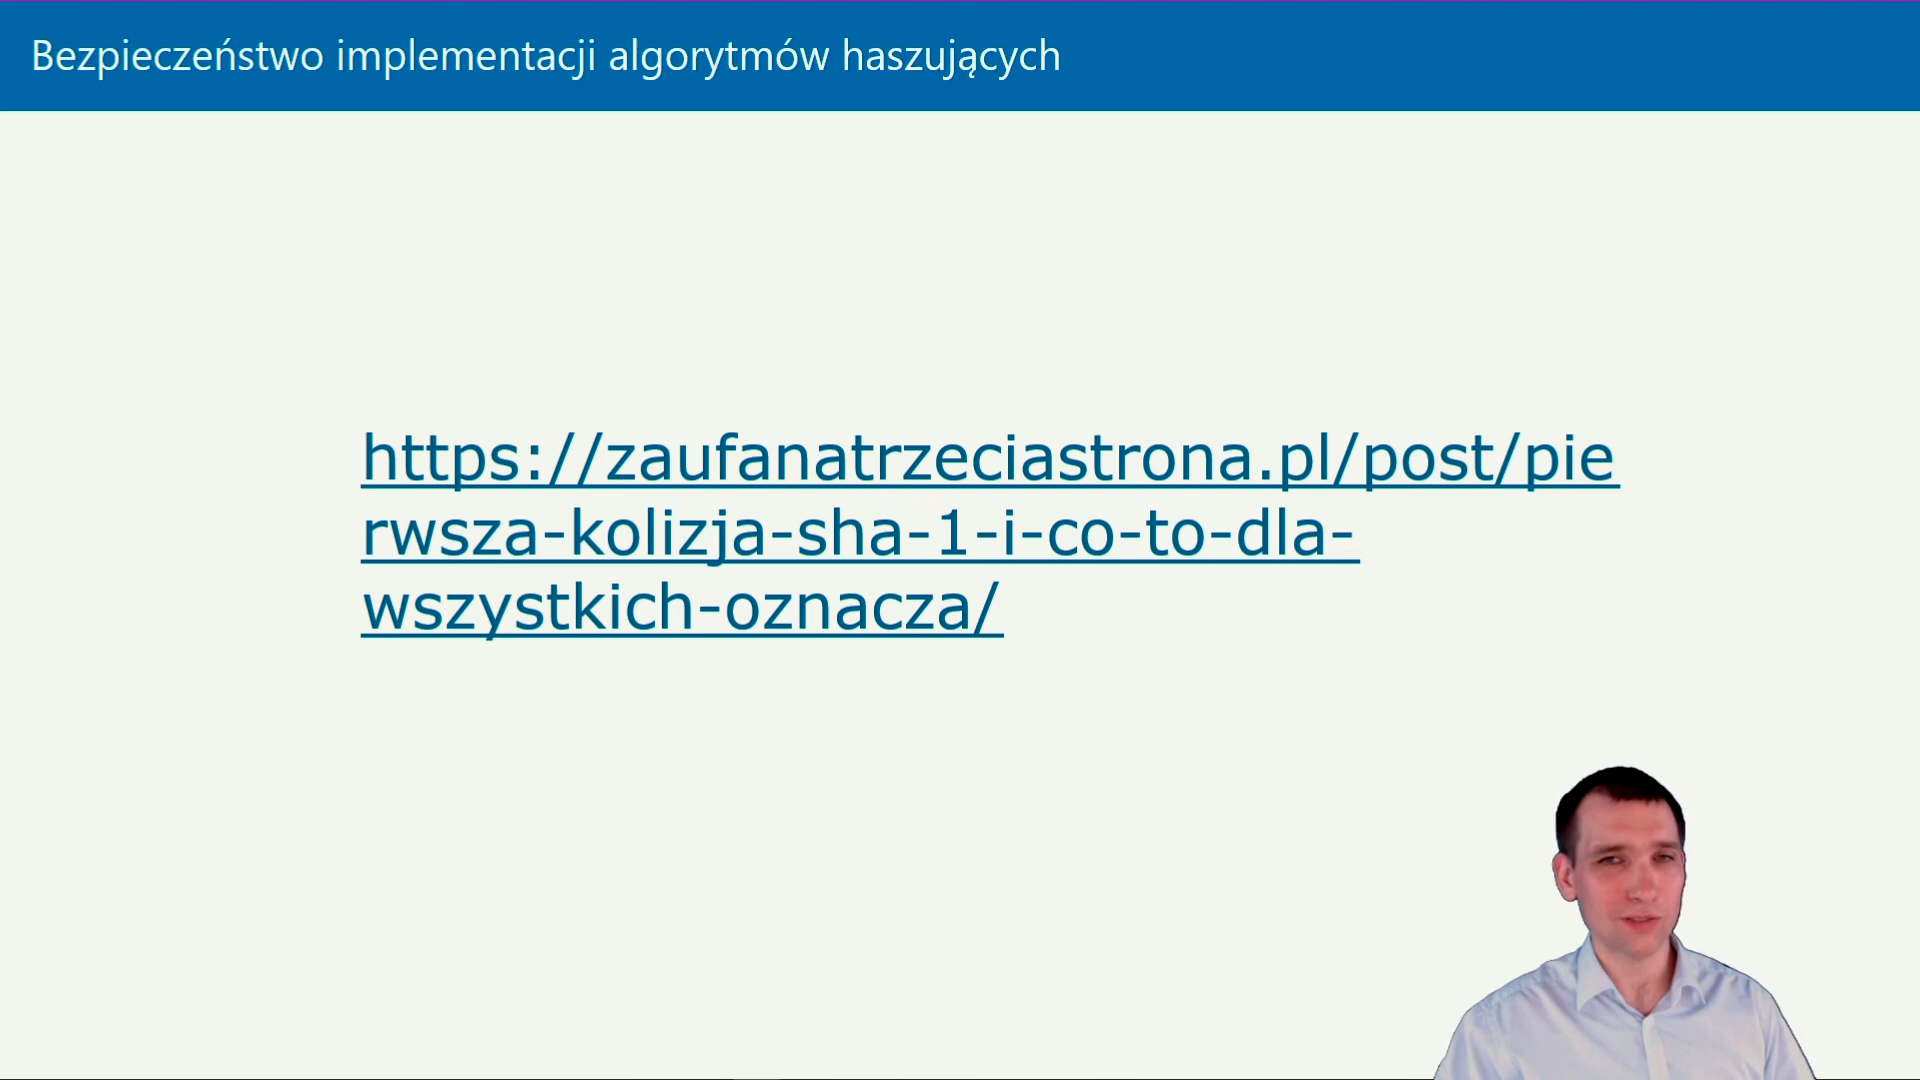 Bezpieczeństwo implementacji algorytmów haszujących
https://zaufanatrzeciastrona.pl/post/pie
rwsza-kolizja-sha-1-i-co-to-dla-
wszystkich-oznacza/